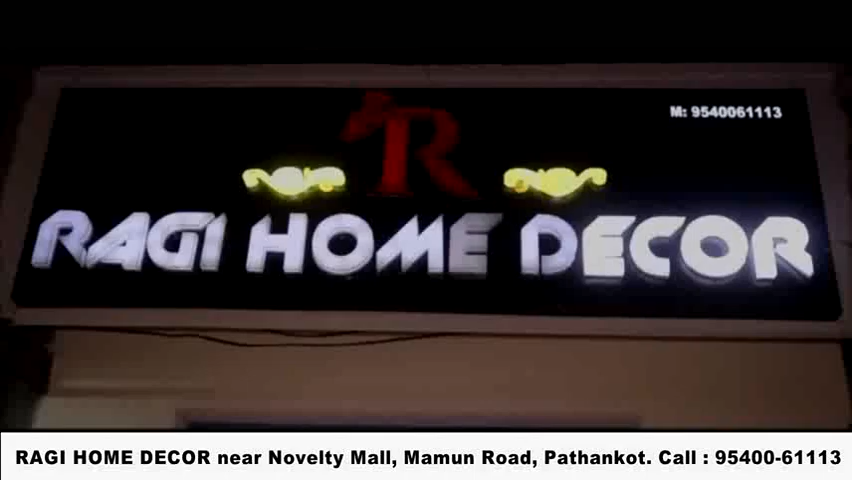 M: 9540061113
R
RAGI HOME DECOR
RAGI HOME DECOR near Novelty Mall, Mamun Road, Pathankot. Call : 95400-61113